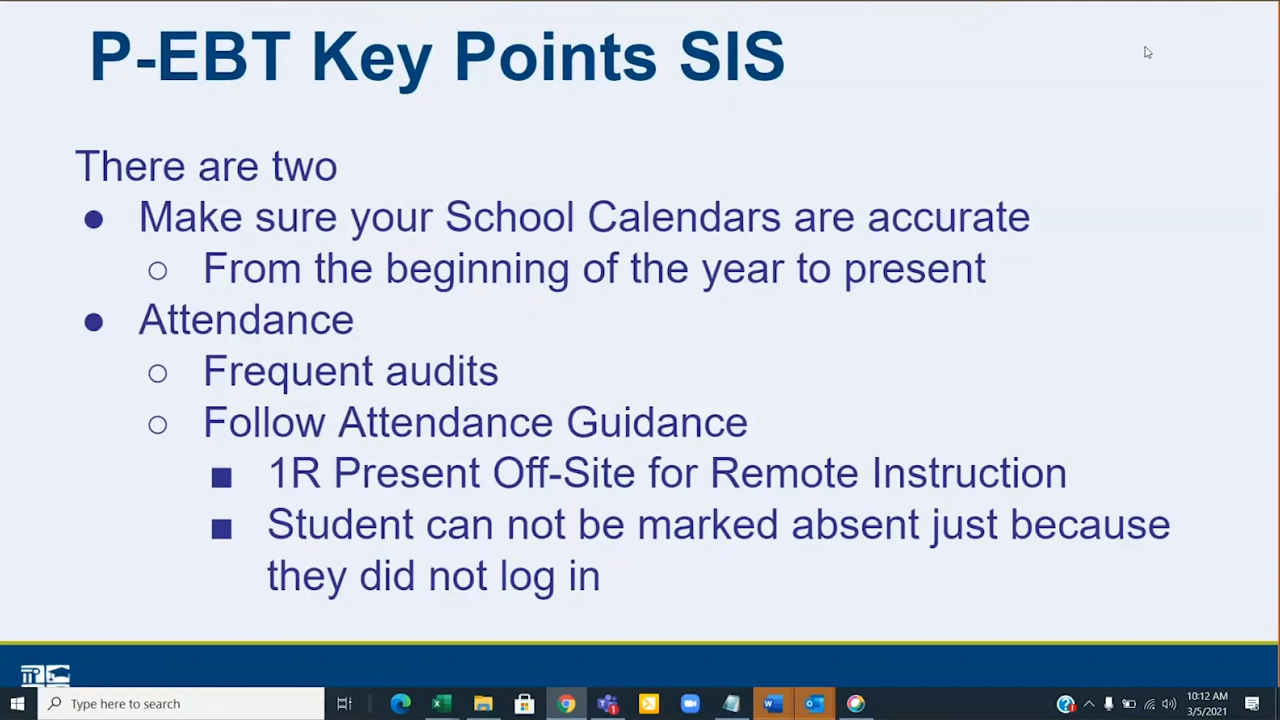 P-EBT Key Points SIS
There are two
● Make sure your School Calendars are accurate
○ From the beginning of the year to present
● Attendance
○ Frequent audits
○ Follow Attendance Guidance
■ 1R Present Off-Site for Remote Instruction
■ Student can not be marked absent just because
they did not log in
Type here to search
10:12 AM
3/5/2021